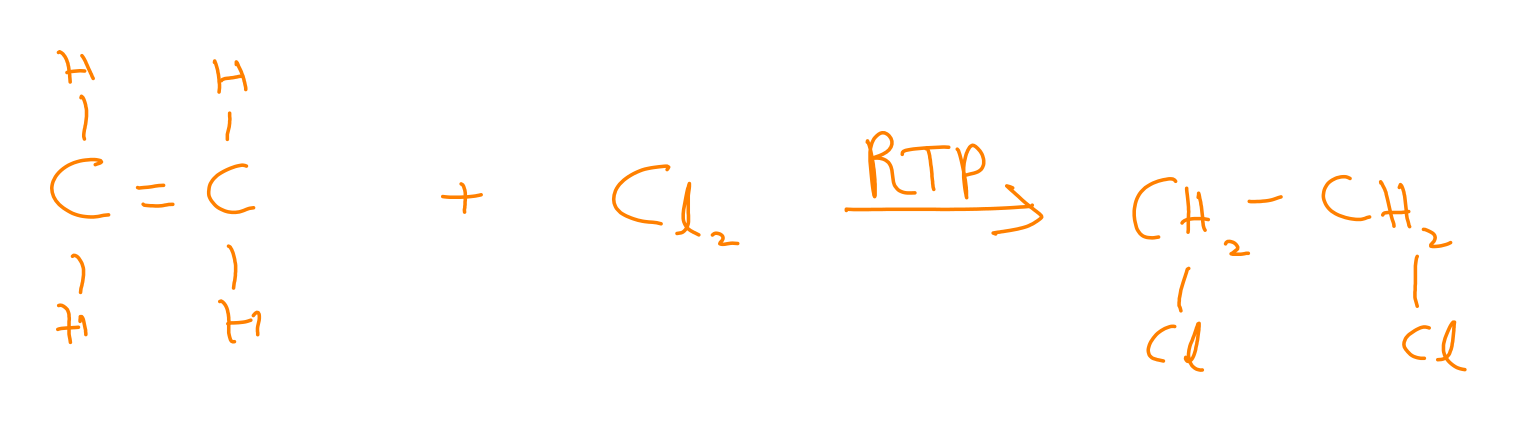 H H
| |
C = C + Cl₂ RTP → CH₂ - CH₂
| | | |
H H Cl Cl